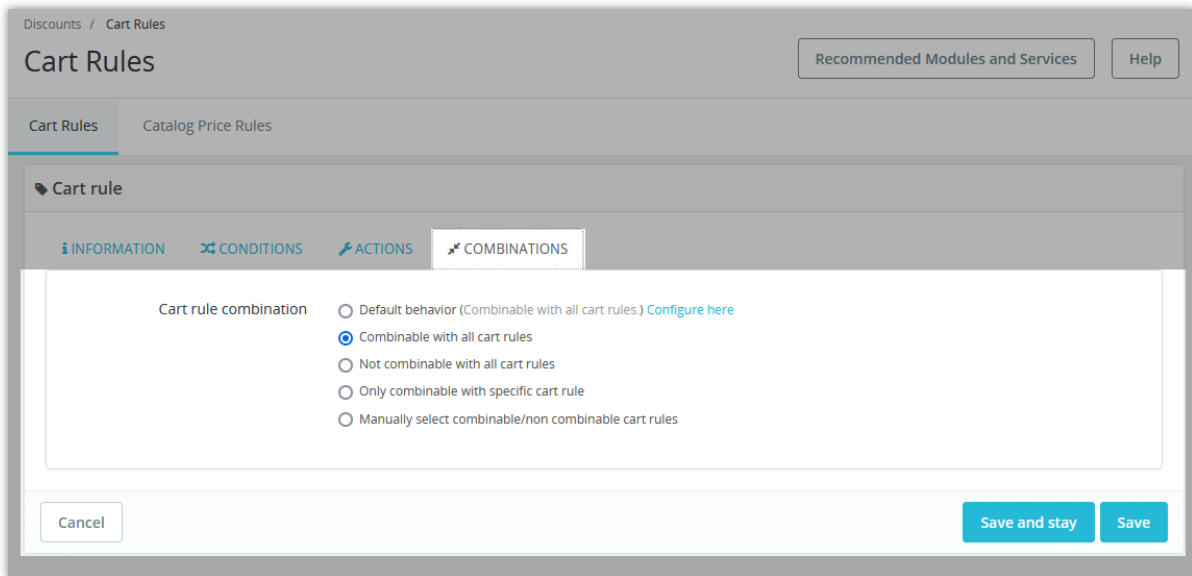 Discounts / Cart Rules
Cart Rules
Recommended Modules and Services
Help
Cart Rules
Catalog Price Rules
Cart rule
INFORMATION
CONDITIONS
ACTIONS
COMBINATIONS
Cart rule combination
Default behavior (Combinable with all cart rules.) Configure here
Combinable with all cart rules
Not combinable with all cart rules
Only combinable with specific cart rule
Manually select combinable/non combinable cart rules
Cancel
Save and stay
Save